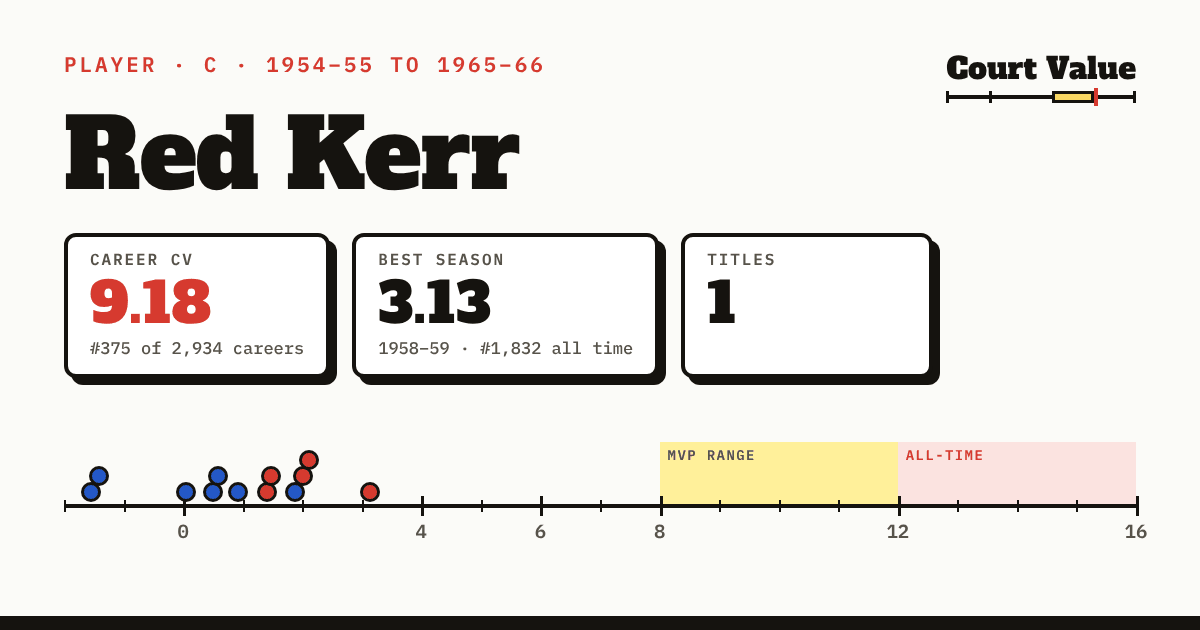 PLAYER · C · 1954–55 TO 1965–66
Court Value
Red Kerr
CAREER CV
9.18
#375 of 2,934 careers
BEST SEASON
3.13
1958–59 · #1,832 all time
TITLES
1
MVP RANGE
ALL-TIME
0 4 6 8 12 16